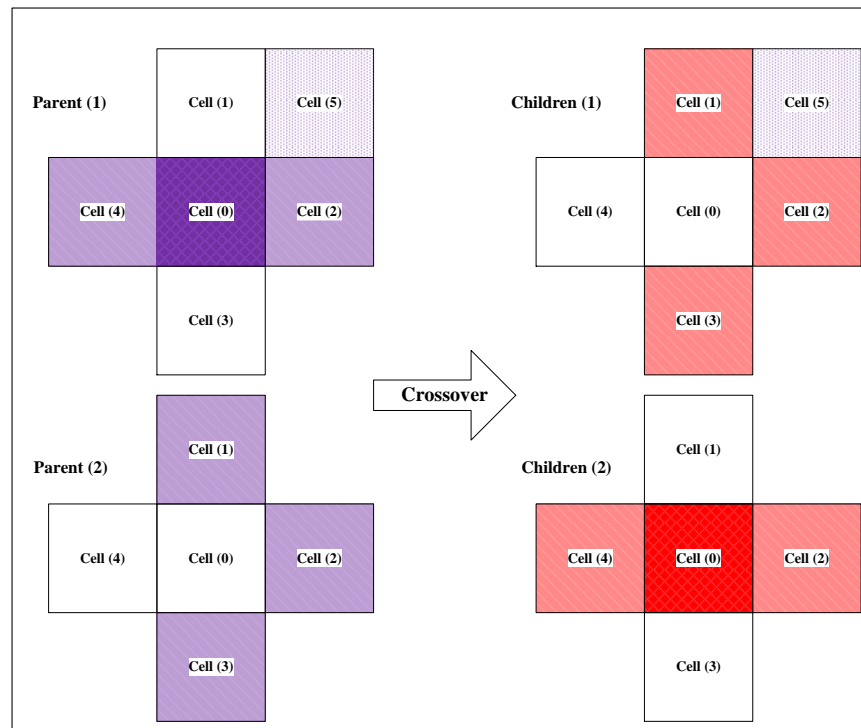 Cell (1)
Cell (5)
Parent (1)
Cell (4)
Cell (0)
Cell (2)
Cell (3)
Cell (1)
Cell (5)
Children (1)
Cell (4)
Cell (0)
Cell (2)
Cell (3)
Crossover
Cell (1)
Parent (2)
Cell (4)
Cell (0)
Cell (2)
Cell (3)
Cell (1)
Children (2)
Cell (4)
Cell (0)
Cell (2)
Cell (3)